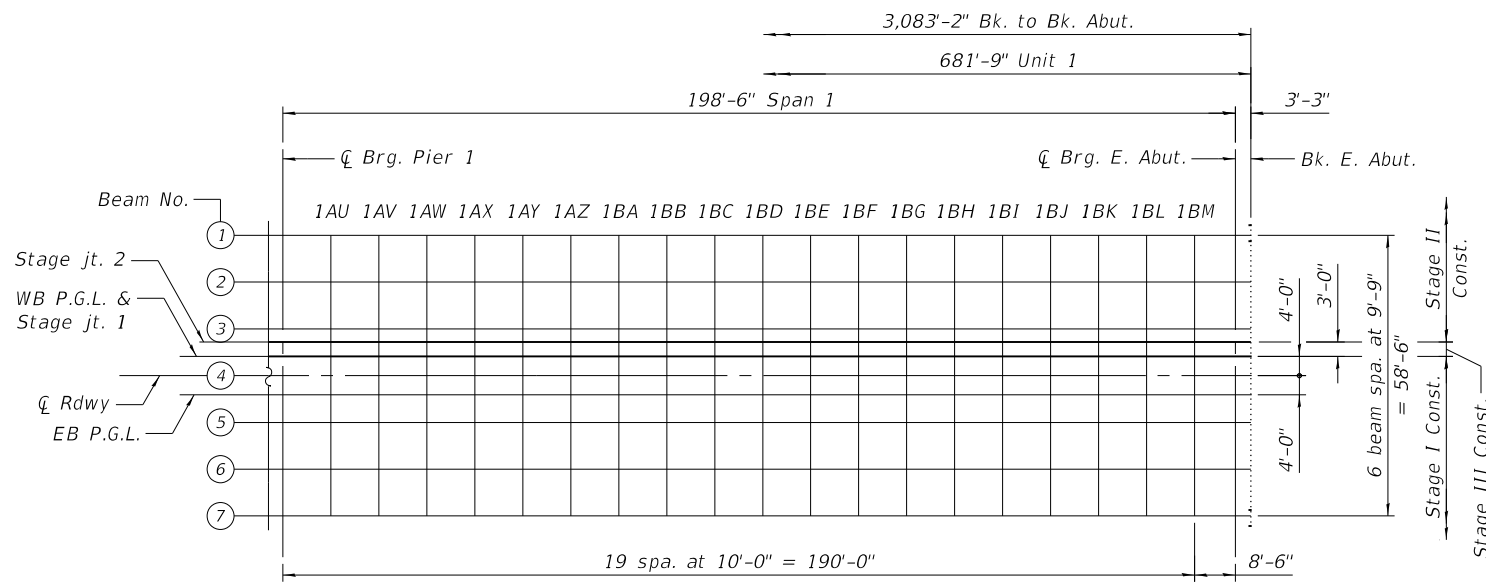 3,083'-2" Bk. to Bk. Abut.
681'-9" Unit 1
198'-6" Span 1
3'-3"
℄ Brg. Pier 1
℄ Brg. E. Abut.
Bk. E. Abut.
Beam No.
1AU 1AV 1AW 1AX 1AY 1AZ 1BA 1BB 1BC 1BD 1BE 1BF 1BG 1BH 1BI 1BJ 1BK 1BL 1BM
1
Stage jt. 2
2
WB P.G.L. &
Stage jt. 1
3
4
℄ Rdwy
EB P.G.L.
5
6
7
4'-0"
3'-0"
4'-0"
6 beam spa. at 9'-9"
= 58'-6"
Stage II
Const.
Stage I Const.
Stage III Const.
19 spa. at 10'-0" = 190'-0"
8'-6"